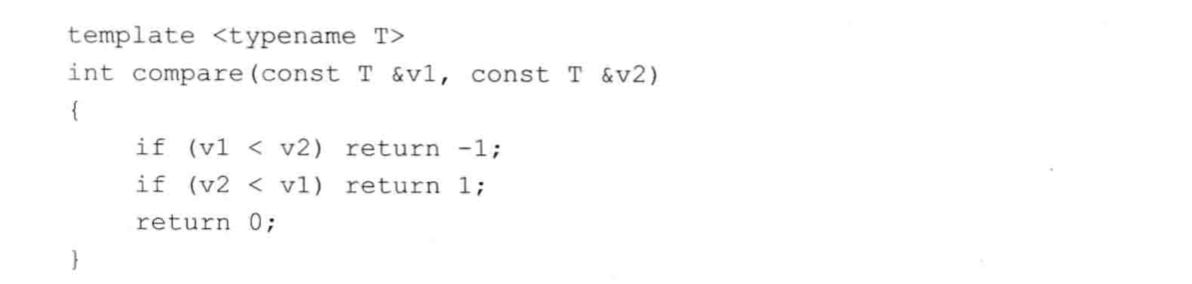 template <typename T>
int compare(const T &v1, const T &v2)
{
    if (v1 < v2) return -1;
    if (v2 < v1) return 1;
    return 0;
}